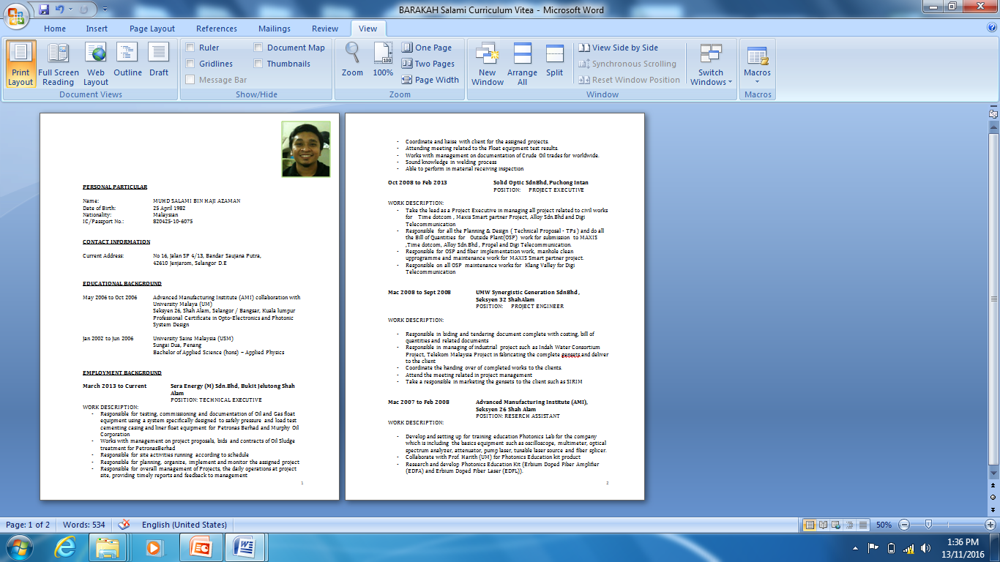 BARAKAH Salami Curriculum Vitea - Microsoft Word
Home Insert Page Layout References Mailings Review View
Print Layout
Full Screen Reading
Web Layout
Outline
Draft
Document Views
Ruler
Gridlines
Message Bar
Document Map
Thumbnails
Show/Hide
Zoom
100
100%
One Page
Two Pages
Page Width
Zoom
New Window
Arrange All
Split
View Side by Side
Synchronous Scrolling
Reset Window Position
Switch Windows
Window
Macros
Macros
PERSONAL PARTICULAR
Name: MUHD SALAMI BIN HAJI AZAMAN
Date of Birth: 25 April 1982
Nationality: Malaysian
IC/Passport No.: 820425-10-6075
CONTACT INFORMATION
Current Address: No 16, Jalan SP 4/13, Bandar Saujana Putra,
42610 Jenjarom, Selangor D.E
EDUCATIONAL BACKGROUND
May 2006 to Oct 2006 Advanced Manufacturing Institute (AMI) collaboration with
University Malaya (UM)
Seksyen 26, Shah Alam, Selangor / Bangsar, Kuala lumpur
Professional Certificate in Opto-Electronics and Photonic
System Design
Jan 2002 to Jun 2006 University Sains Malaysia (USM)
Sungai Dua, Penang
Bachelor of Applied Science (hons) – Applied Physics
EMPLOYMENT BACKGROUND
March 2013 to Current Sera Energy (M) Sdn.Bhd, Bukit Jelutong Shah
Alam
POSITION: TECHNICAL EXECUTIVE
WORK DESCRIPTION:
- Responsible for testing, commissioning and documentation of Oil and Gas float
equipment using a system specifically designed to safely pressure and load test
cementing casing and liner float equipment for Petronas Berhad and Murphy Oil
Corporation
- Works with management on project proposals, bids and contracts of Oil Sludge
treatment for PetronasBerhad
- Responsible for site activities running according to schedule
- Responsible for planning, organize, implement and monitor the assigned project
- Responsible for overall management of Projects, the daily operations at project
site, providing timely reports and feedback to management
1
- Coordinate and liaise with client for the assigned projects.
- Attending meeting related to the Float equipment test results.
- Works with management on documentation of Crude Oil trades for worldwide.
- Sound knowledge in welding process
- Able to perform in material receiving inspection
Oct 2008 to Feb 2013 Solid Optic SdnBhd, Puchong Intan
POSITION: PROJECT EXECUTIVE
WORK DESCRIPTION:
- Take the lead as a Project Executive in managing all project related to civil works
for Time dotcom , Maxis Smart partner Project, Alloy Sdn.Bhd and Digi
Telecommunication
- Responsible for all the Planning & Design ( Technical Proposal - TPs ) and do all
the Bill of Quantities for Outside Plant(OSP) work for submission to MAXIS
,Time dotcom, Alloy Sdn.Bhd , Propel and Digi Telecommunication.
- Responsible for OSP and fiber implementation work, manhole clean
upprogramme and maintenance work for MAXIS Smart partner project.
- Responsible on all OSP maintenance works for Klang Valley for Digi
Telecommunication
Mac 2008 to Sept 2008 UMW Synergistic Generation SdnBhd ,
Seksyen 32 ShahAlam
POSITION: PROJECT ENGINEER
WORK DESCRIPTION:
- Responsible in biding and tendering document complete with costing, bill of
quantities and related documents
- Responsible in managing of industrial project such as Indah Water Consortium
Project, Telekom Malaysia Project in fabricating the complete gensets and deliver
to the client
- Coordinate the handing over of completed works to the clients.
- Attend the meeting related in project management
- Take a responsible in marketing the gensets to the client such as SIRIM
Mac 2007 to Feb 2008 Advanced Manufacturing Institute (AMI),
Seksyen 26 Shah Alam
POSITION: RESERCH ASSISTANT
WORK DESCRIPTION:
- Develop and setting up for training education Photonics Lab for the company
which is including the basics equipment such as oscilloscope, multimeter, optical
spectrum analyzer, attenuator, pump laser, tunable laser source and fiber splicer.
- Collaborate with Prof. Harith (UM) for Photonics Education kit product
- Research and develop Photonics Education Kit (Erbium Doped Fiber Amplifier
(EDFA) and Erbium Doped Fiber Laser (EDFL)).
2
Page: 1 of 2 Words: 534 English (United States) 50%
1:36 PM
13/11/2016